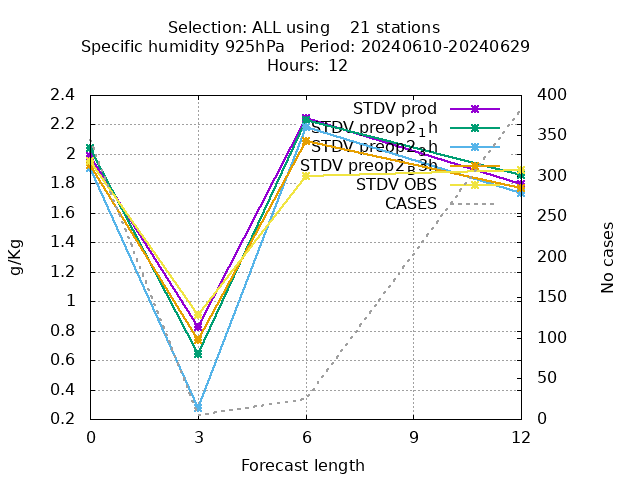 Selection: ALL using    21 stations
Specific humidity 925hPa   Period: 20240610-20240629
Hours: 12
2.4
2.2
2
1.8
1.6
1.4
1.2
1
0.8
0.6
0.4
0.2
g/Kg
STDV prod
STDV preop2₁h
STDV preop2 h
STDV preop2_B3h
STDV OBS
CASES
400
350
300
250
200
150
100
50
0
No cases
0 3 6 9 12
Forecast length